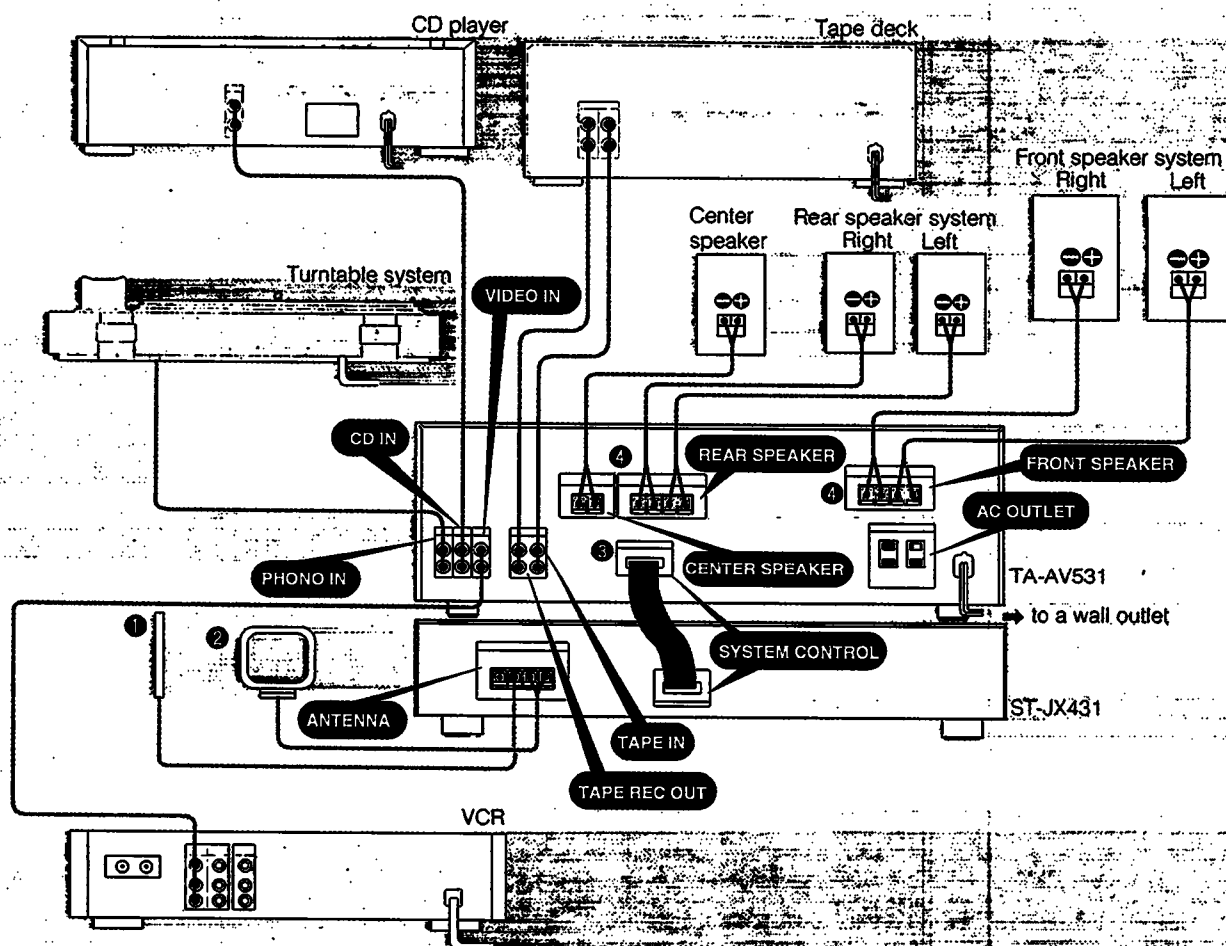 CD player
Tape deck
Front speaker system
Right
Left
Center
speaker
Rear speaker system
Right
Left
⊖⊕
⊖⊕
⊖⊕
⊖⊕
⊖⊕
Turntable system
VIDEO IN
CD IN
④
REAR SPEAKER
④
FRONT SPEAKER
AC OUTLET
③
CENTER SPEAKER
PHONO IN
TA-AV531
➡ to a wall outlet
①
②
SYSTEM CONTROL
ANTENNA
ST-JX431
TAPE IN
TAPE REC OUT
VCR